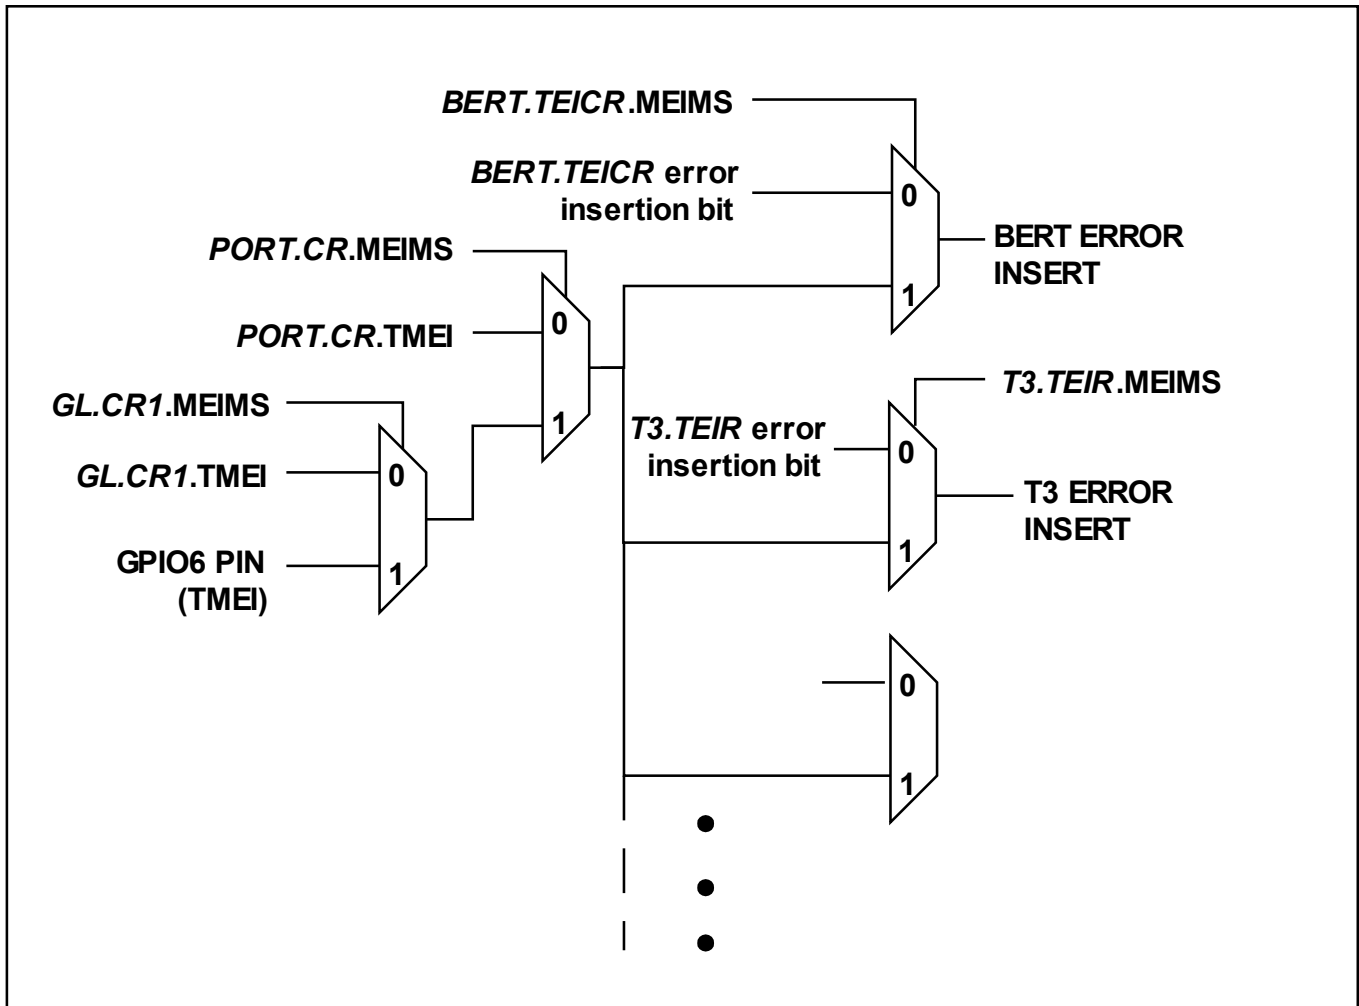 BERT.TEICR.MEIMS
BERT.TEICR error
insertion bit
0
1
BERT ERROR
INSERT
PORT.CR.MEIMS
PORT.CR.TMEI
0
1
GL.CR1.MEIMS
GL.CR1.TMEI
GPIO6 PIN
(TMEI)
0
1
T3.TEIR.MEIMS
T3.TEIR error
insertion bit
0
1
T3 ERROR
INSERT
0
1